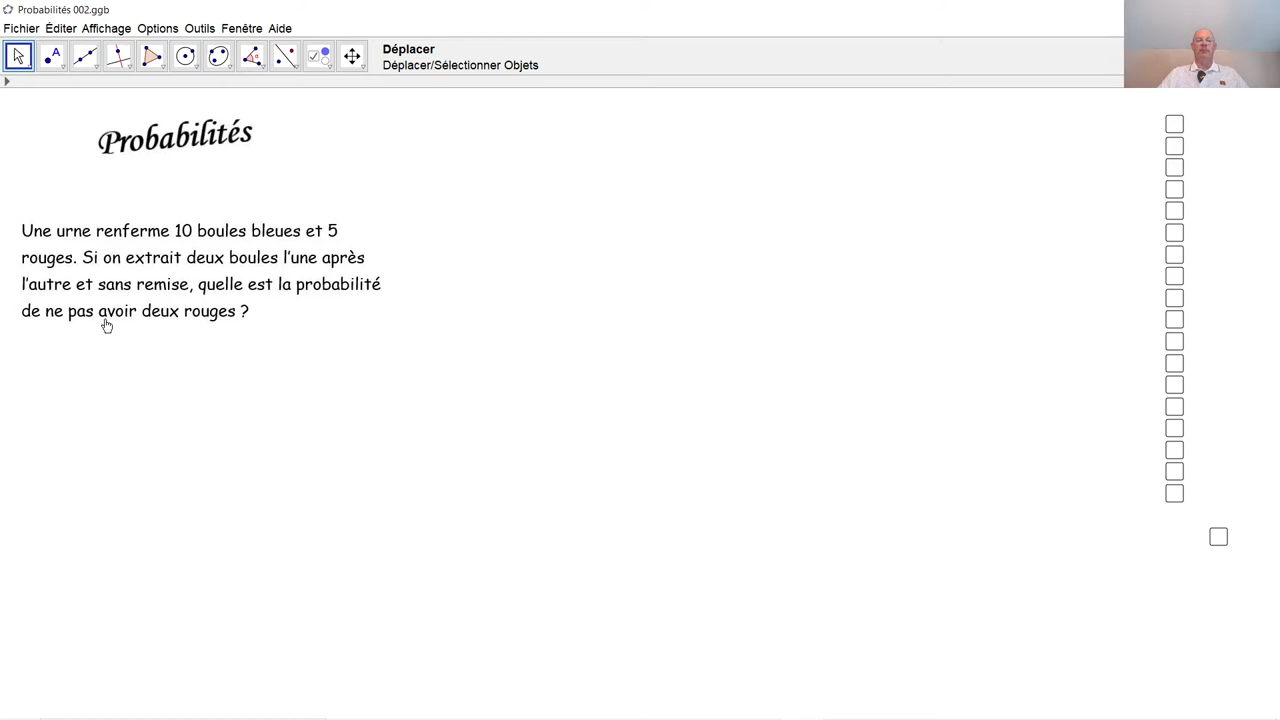 Probabilités 002.ggb
Fichier Éditer Affichage Options Outils Fenêtre Aide
A
Déplacer
Déplacer/Sélectionner Objets
Probabilités
Une urne renferme 10 boules bleues et 5
rouges. Si on extrait deux boules l’une après
l’autre et sans remise, quelle est la probabilité
de ne pas avoir deux rouges ?